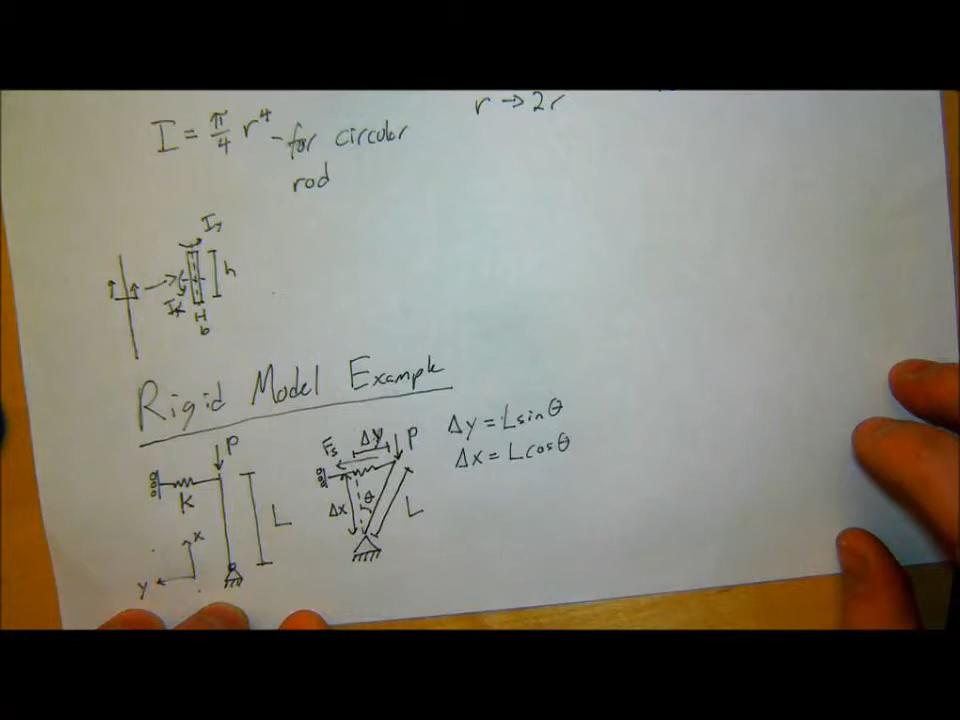 r → 2r
I = π/4 r⁴ - for circular
rod
h
b
Rigid Model Example
P
K
L
x
y
Fs
Δy
P
θ
Δx
L
Δy = L sin θ
Δx = L cos θ